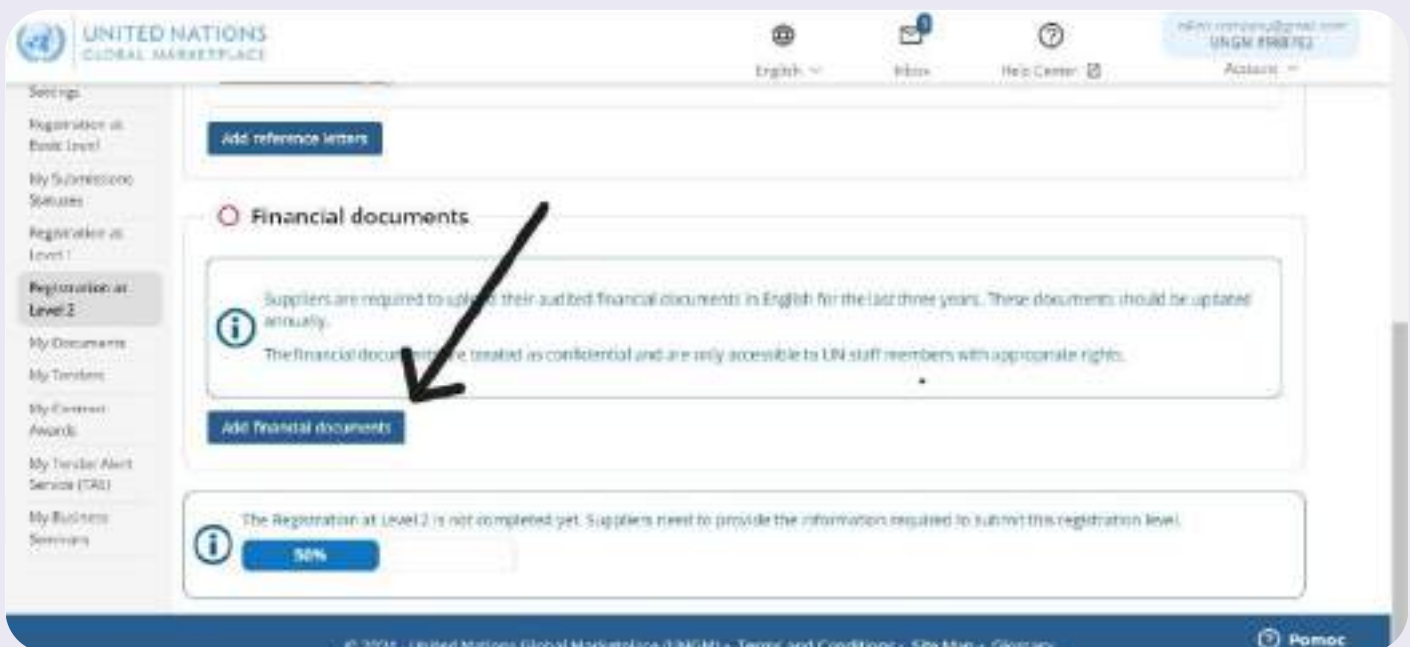 UNITED NATIONS
GLOBAL MARKETPLACE
English
Inbox
Help Center
Account
Settings
Registration at
Basic Level
My Submissions
Statuses
Registration at
Level 1
Registration at
Level 2
My Documents
My Tenders
My Contract
Awards
My Tender Alert
Service (TAS)
My Business
Seminars
Add reference letters
Financial documents
Suppliers are required to upload their audited financial documents in English for the last three years. These documents should be updated
annually.
The financial documents are treated as confidential and are only accessible to UN staff members with appropriate rights.
Add financial documents
The Registration at Level 2 is not completed yet. Suppliers need to provide the information required to submit this registration level.
50%
United Nations Global Marketplace (UNGM) - Terms and Conditions - Site Map - Glossary
Pomoc